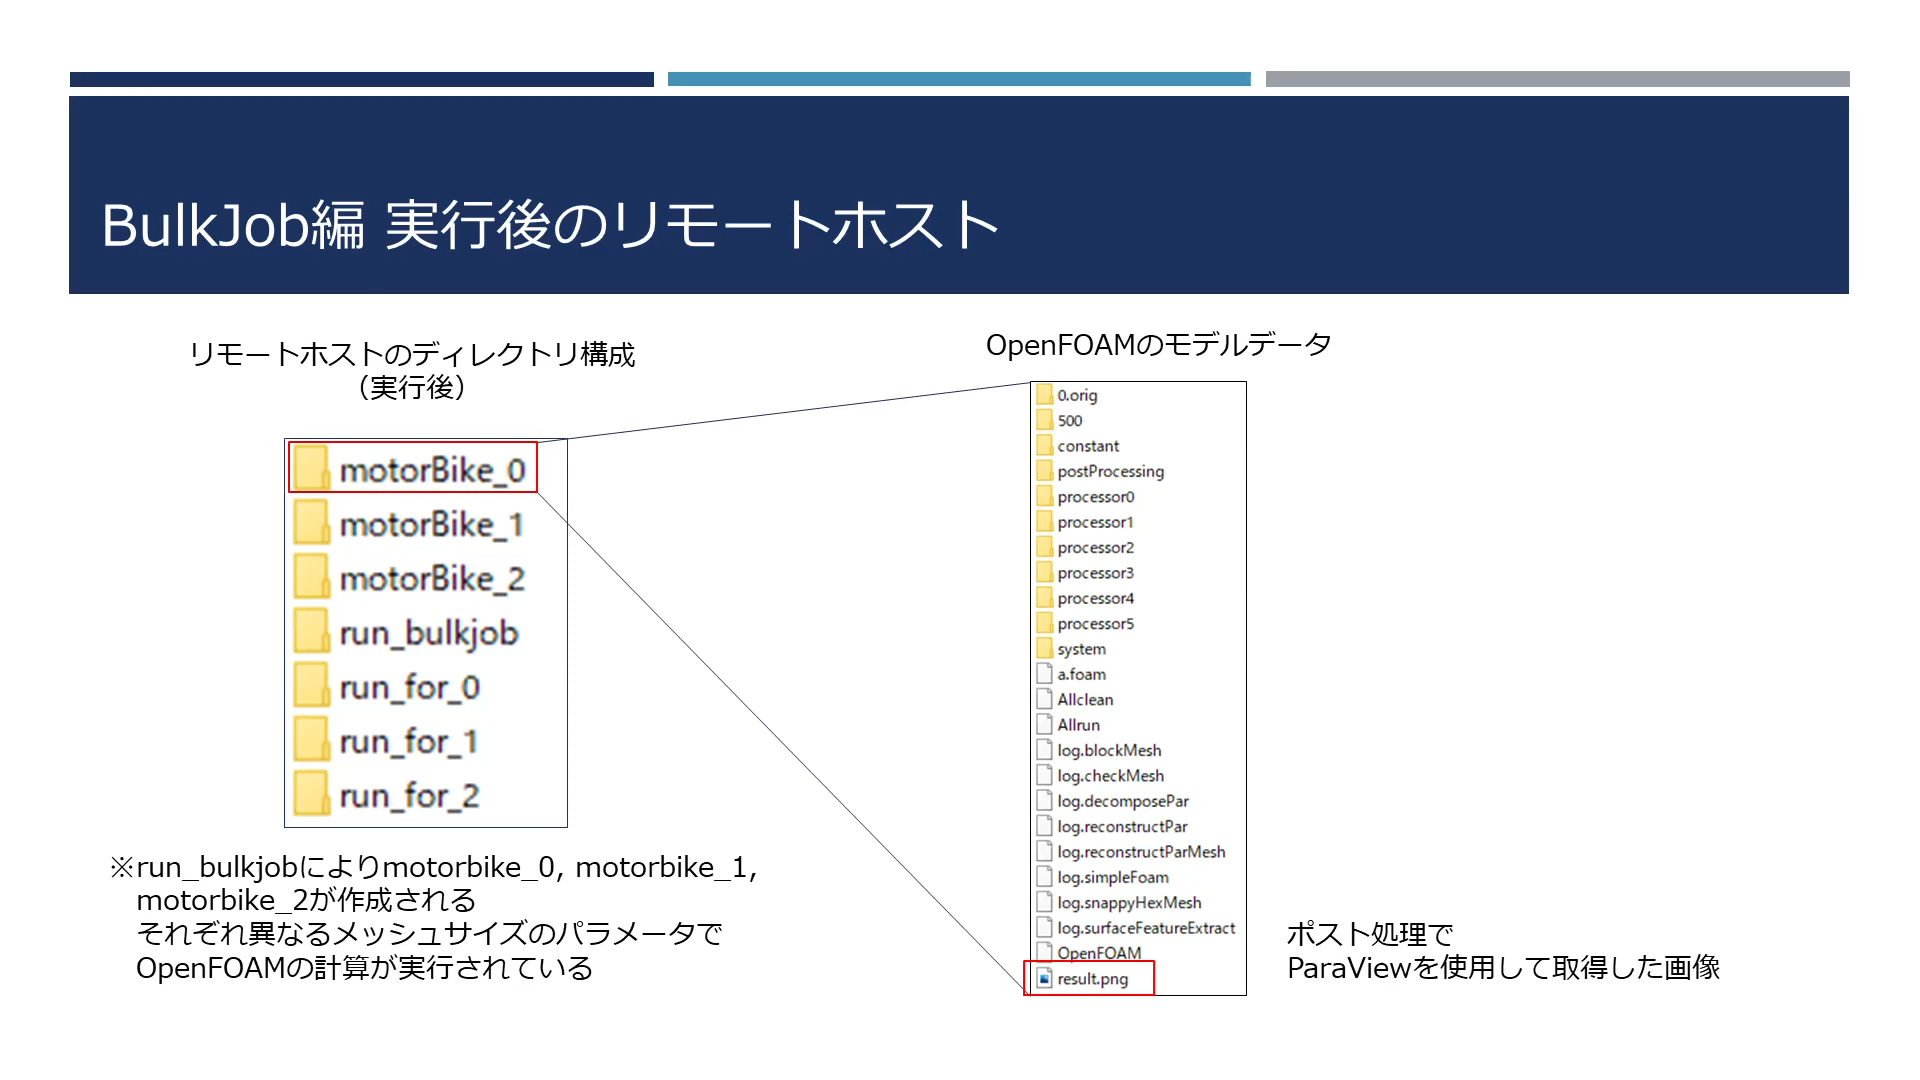 BulkJob編 実行後のリモートホスト
リモートホストのディレクトリ構成
（実行後）
motorBike_0
motorBike_1
motorBike_2
run_bulkjob
run_for_0
run_for_1
run_for_2
※run_bulkjobによりmotorbike_0, motorbike_1,
motorbike_2が作成される
それぞれ異なるメッシュサイズのパラメータで
OpenFOAMの計算が実行されている
OpenFOAMのモデルデータ
0.orig
500
constant
postProcessing
processor0
processor1
processor2
processor3
processor4
processor5
system
a.foam
Allclean
Allrun
log.blockMesh
log.checkMesh
log.decomposePar
log.reconstructPar
log.reconstructParMesh
log.simpleFoam
log.snappyHexMesh
log.surfaceFeatureExtract
OpenFOAM
result.png
ポスト処理で
ParaViewを使用して取得した画像